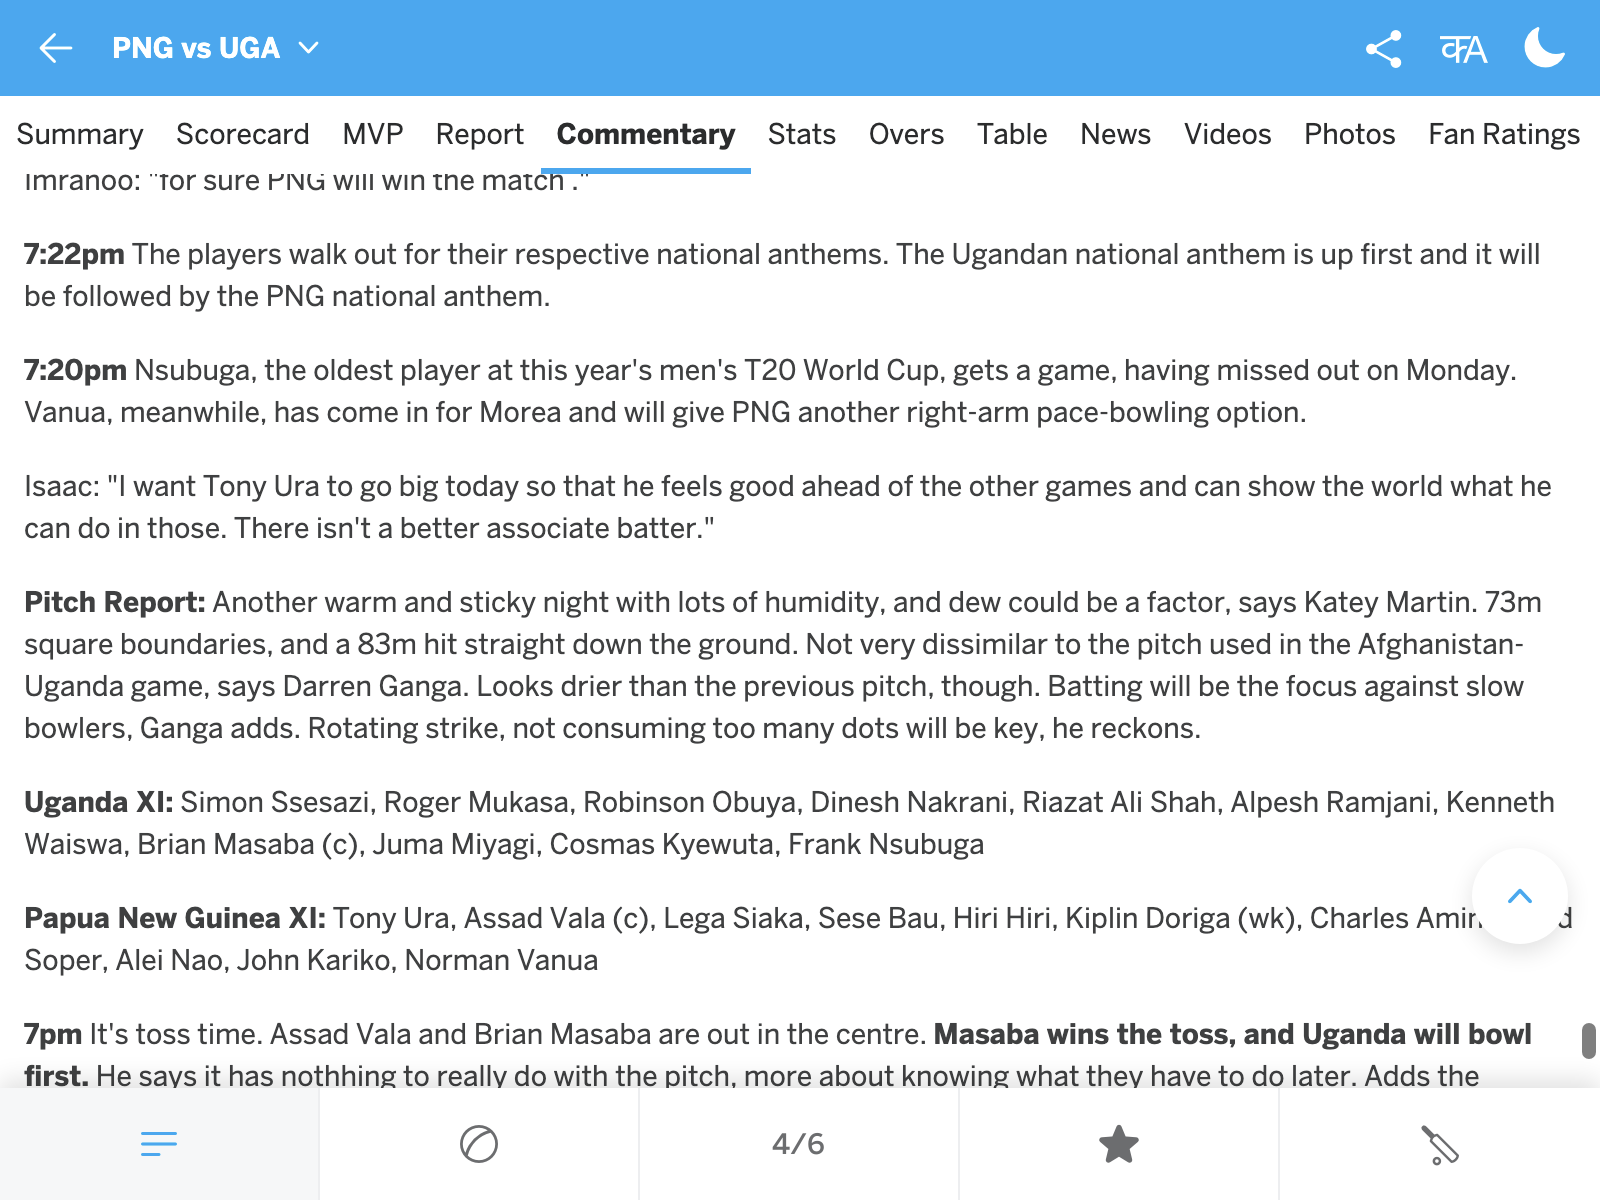 PNG vs UGA
क A
Summary Scorecard MVP Report Commentary Stats Overs Table News Videos Photos Fan Ratings
Imranoo: "for sure PNG will win the match ."
7:22pm The players walk out for their respective national anthems. The Ugandan national anthem is up first and it will
be followed by the PNG national anthem.
7:20pm Nsubuga, the oldest player at this year's men's T20 World Cup, gets a game, having missed out on Monday.
Vanua, meanwhile, has come in for Morea and will give PNG another right-arm pace-bowling option.
Isaac: "I want Tony Ura to go big today so that he feels good ahead of the other games and can show the world what he
can do in those. There isn't a better associate batter."
Pitch Report: Another warm and sticky night with lots of humidity, and dew could be a factor, says Katey Martin. 73m
square boundaries, and a 83m hit straight down the ground. Not very dissimilar to the pitch used in the Afghanistan-
Uganda game, says Darren Ganga. Looks drier than the previous pitch, though. Batting will be the focus against slow
bowlers, Ganga adds. Rotating strike, not consuming too many dots will be key, he reckons.
Uganda XI: Simon Ssesazi, Roger Mukasa, Robinson Obuya, Dinesh Nakrani, Riazat Ali Shah, Alpesh Ramjani, Kenneth
Waiswa, Brian Masaba (c), Juma Miyagi, Cosmas Kyewuta, Frank Nsubuga
Papua New Guinea XI: Tony Ura, Assad Vala (c), Lega Siaka, Sese Bau, Hiri Hiri, Kiplin Doriga (wk), Charles
Soper, Alei Nao, John Kariko, Norman Vanua
7pm It's toss time. Assad Vala and Brian Masaba are out in the centre. Masaba wins the toss, and Uganda will bowl
first. He says it has nothhing to really do with the pitch, more about knowing what they have to do later. Adds the
4/6